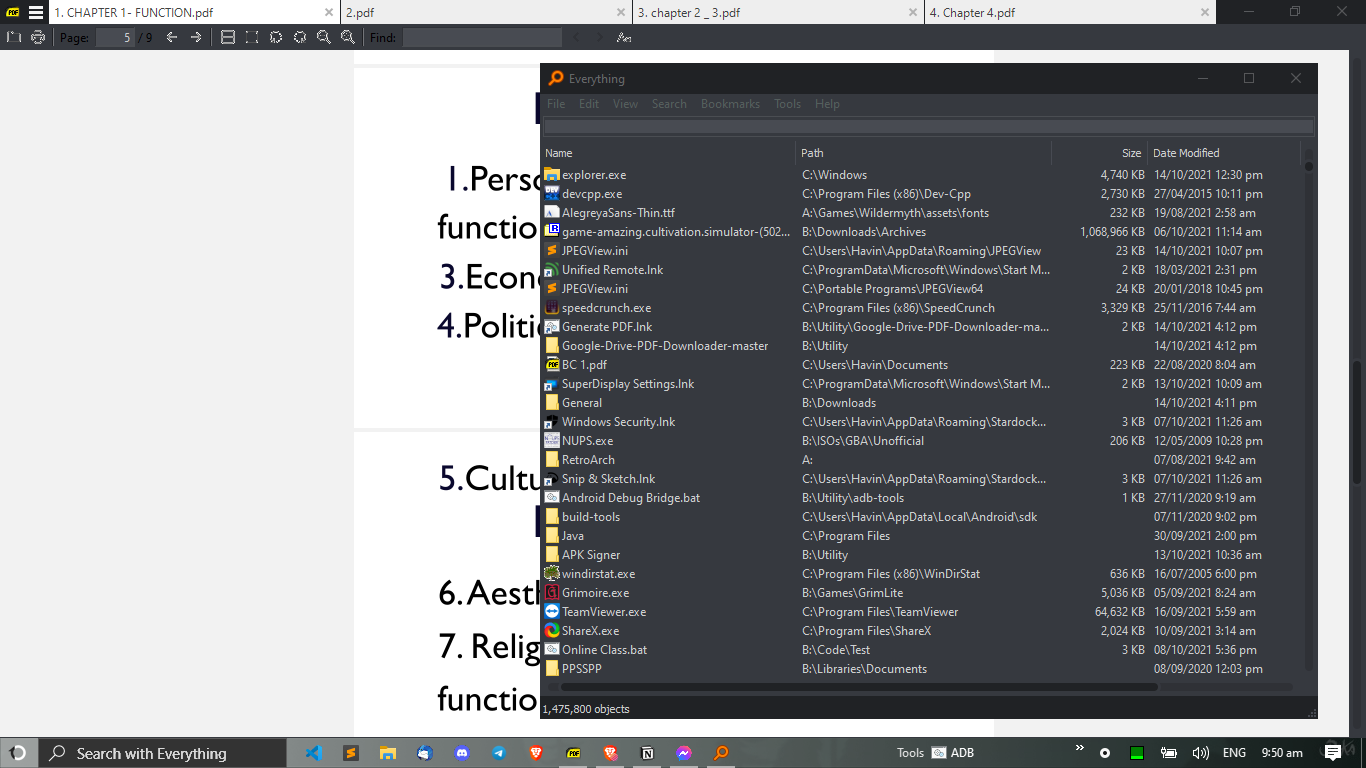 1. CHAPTER 1- FUNCTION.pdf
2.pdf
3. chapter 2 _ 3.pdf
4. Chapter 4.pdf
Page: 5 / 9
Find:
Everything
File Edit View Search Bookmarks Tools Help
Name Path Size Date Modified
explorer.exe C:\Windows 4,740 KB 14/10/2021 12:30 pm
devcpp.exe C:\Program Files (x86)\Dev-Cpp 2,730 KB 27/04/2015 10:11 pm
AlegreyaSans-Thin.ttf A:\Games\Wildermyth\assets\fonts 232 KB 19/08/2021 2:58 am
game-amazing.cultivation.simulator-(502... B:\Downloads\Archives 1,068,966 KB 06/10/2021 11:14 am
JPEGView.ini C:\Users\Havin\AppData\Roaming\JPEGView 23 KB 14/10/2021 10:07 pm
Unified Remote.lnk C:\ProgramData\Microsoft\Windows\Start M... 2 KB 18/03/2021 2:31 pm
JPEGView.ini C:\Portable Programs\JPEGView64 24 KB 20/01/2018 10:45 pm
speedcrunch.exe C:\Program Files (x86)\SpeedCrunch 3,329 KB 25/11/2016 7:44 am
Generate PDF.lnk B:\Utility\Google-Drive-PDF-Downloader-ma... 2 KB 14/10/2021 4:12 pm
Google-Drive-PDF-Downloader-master B:\Utility 14/10/2021 4:12 pm
BC 1.pdf C:\Users\Havin\Documents 223 KB 22/08/2020 8:04 am
SuperDisplay Settings.lnk C:\ProgramData\Microsoft\Windows\Start M... 2 KB 13/10/2021 10:09 am
General B:\Downloads 14/10/2021 4:11 pm
Windows Security.lnk C:\Users\Havin\AppData\Roaming\Stardock... 3 KB 07/10/2021 11:26 am
NUPS.exe B:\ISOs\GBA\Unofficial 206 KB 12/05/2009 10:28 pm
RetroArch A: 07/08/2021 9:42 am
Snip & Sketch.lnk C:\Users\Havin\AppData\Roaming\Stardock... 3 KB 07/10/2021 11:26 am
Android Debug Bridge.bat B:\Utility\adb-tools 1 KB 27/11/2020 9:19 am
build-tools C:\Users\Havin\AppData\Local\Android\sdk 07/11/2020 9:02 pm
Java C:\Program Files 30/09/2021 2:00 pm
APK Signer B:\Utility 13/10/2021 10:36 am
windirstat.exe C:\Program Files (x86)\WinDirStat 636 KB 16/07/2005 6:00 pm
Grimoire.exe B:\Games\GrimLite 5,036 KB 05/09/2021 8:24 am
TeamViewer.exe C:\Program Files\TeamViewer 64,632 KB 16/09/2021 5:59 am
ShareX.exe C:\Program Files\ShareX 2,024 KB 10/09/2021 3:14 am
Online Class.bat B:\Code\Test 3 KB 08/10/2021 5:36 pm
PPSSPP B:\Libraries\Documents 08/09/2020 12:03 pm
1,475,800 objects
1.Perso
functio
3.Econo
4.Politic
5.Cultu
6.Aesth
7. Relig
functio
Search with Everything
Tools ADB
ENG 9:50 am